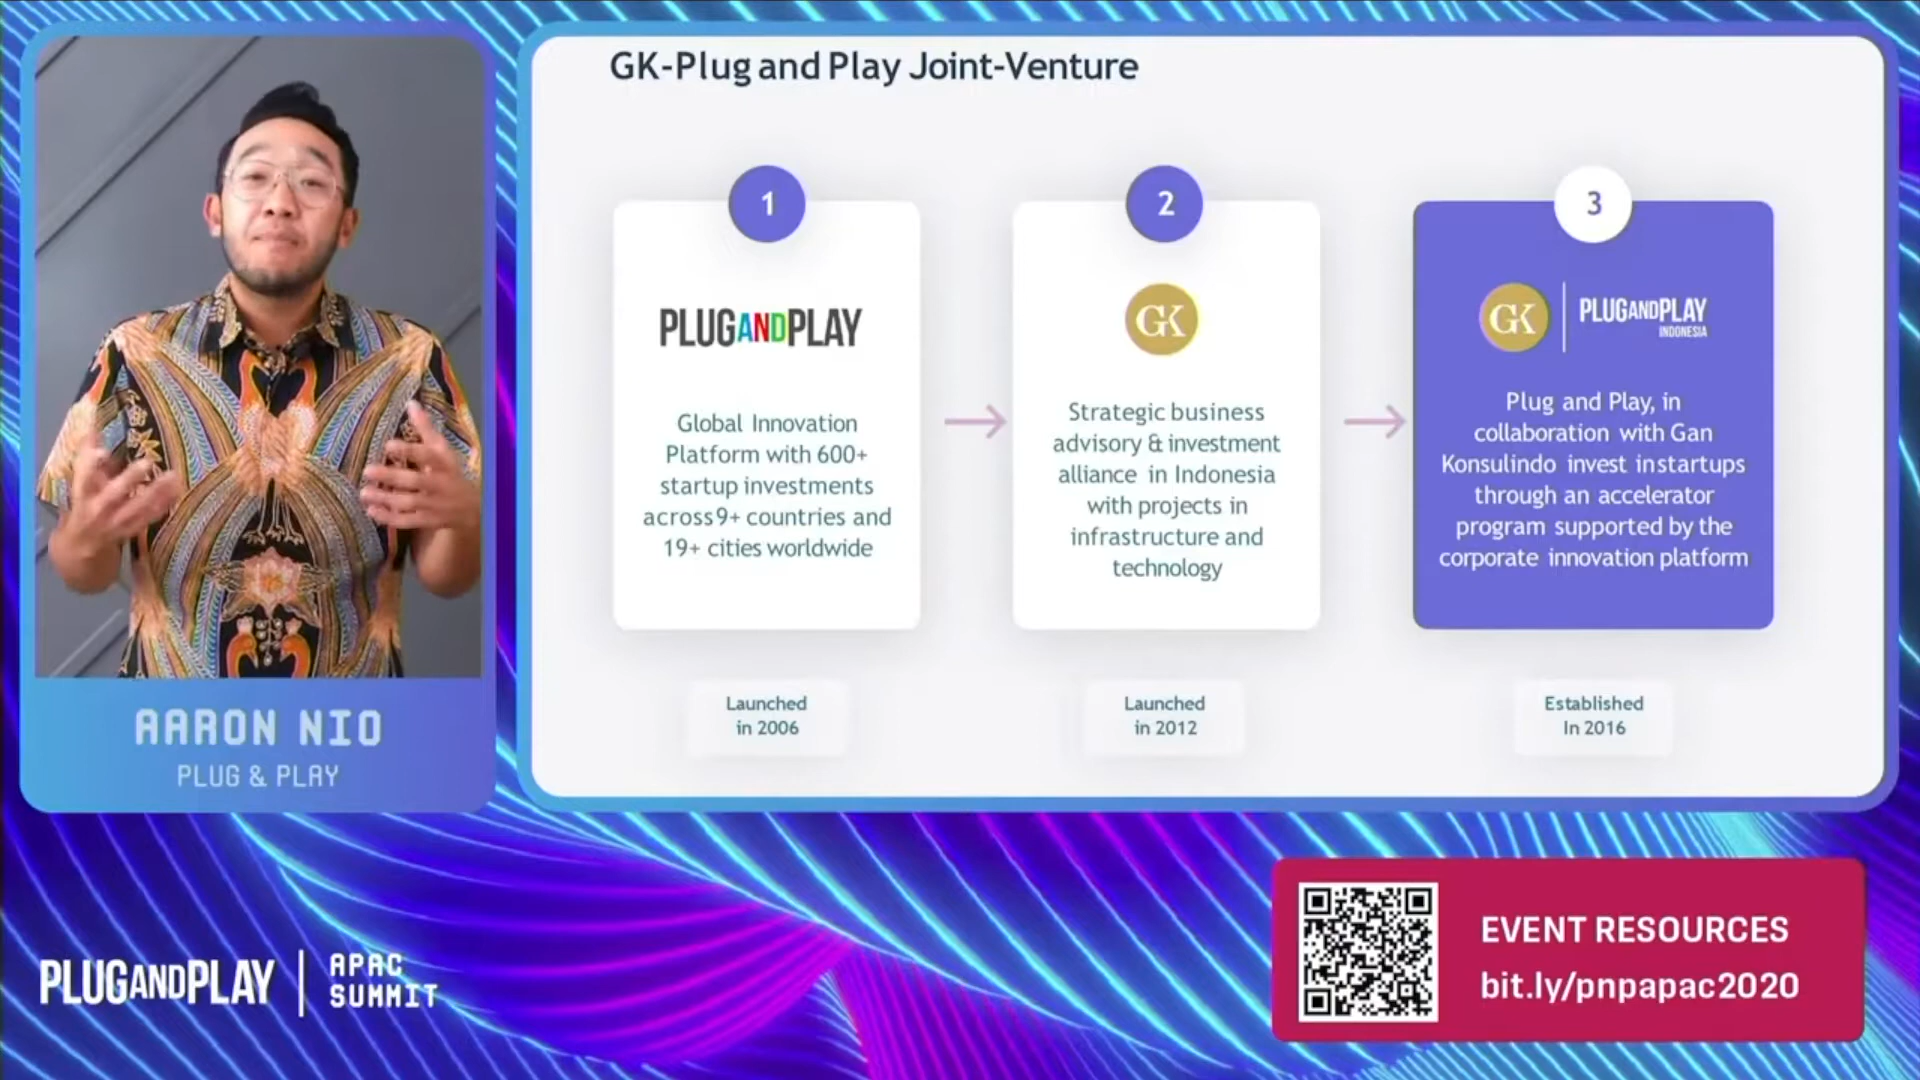 GK-Plug and Play Joint-Venture
1
PLUGANDPLAY
Global Innovation
Platform with 600+
startup investments
across9+ countries and
19+ cities worldwide
Launched
in 2006
2
GK
Strategic business
advisory & investment
alliance in Indonesia
with projects in
infrastructure and
technology
Launched
in 2012
3
GK
PLUGANDPLAY
INDONESIA
Plug and Play, in
collaboration with Gan
Konsulindo invest instartups
through an accelerator
program supported by the
corporate innovation platform
Established
In 2016
AARON NIO
PLUG & PLAY
PLUGANDPLAY
APAC
SUMMIT
EVENT RESOURCES
bit.ly/pnpapac2020